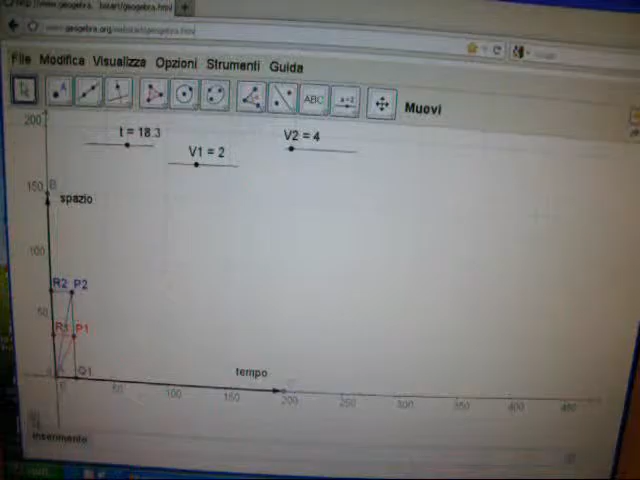 www.geogebra.org/webstart/geogebra.html
File Modifica Visualizza Opzioni Strumenti Guida
A
ABC
a=2
Muovi
200
t = 18.3
V2 = 4
V1 = 2
150
B
spazio
100
R2 P2
50
R1 P1
Q1
tempo
50 100 150 200 250 300 350 400 450
inserimento